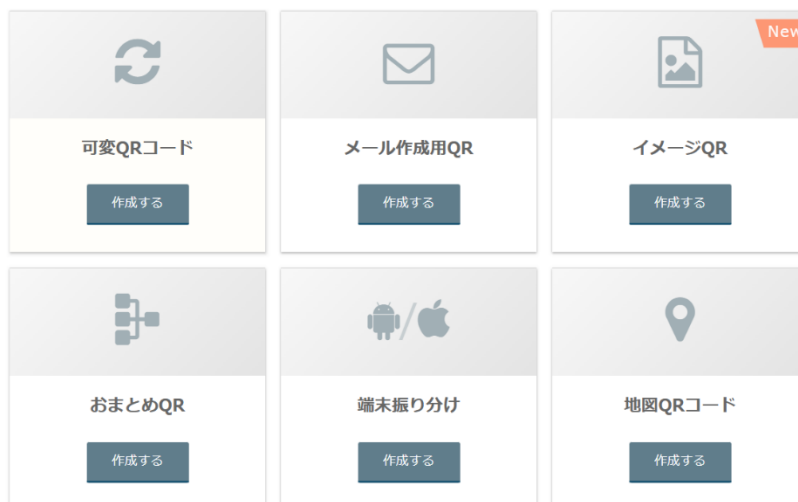 New
可変QRコード
メール作成用QR
イメージQR
作成する
作成する
作成する
おまとめQR
端末振り分け
地図QRコード
作成する
作成する
作成する